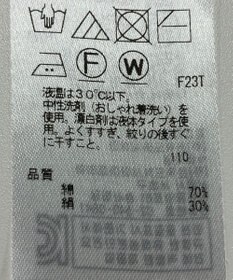 F W
F23T
液温は30℃以下、
中性洗剤(おしゃれ着洗い)を
使用。漂白剤は液体タイプを使
用。よくすすぎ、絞りの後すぐ
に干すこと。
110
品質
綿 70%
絹 30%